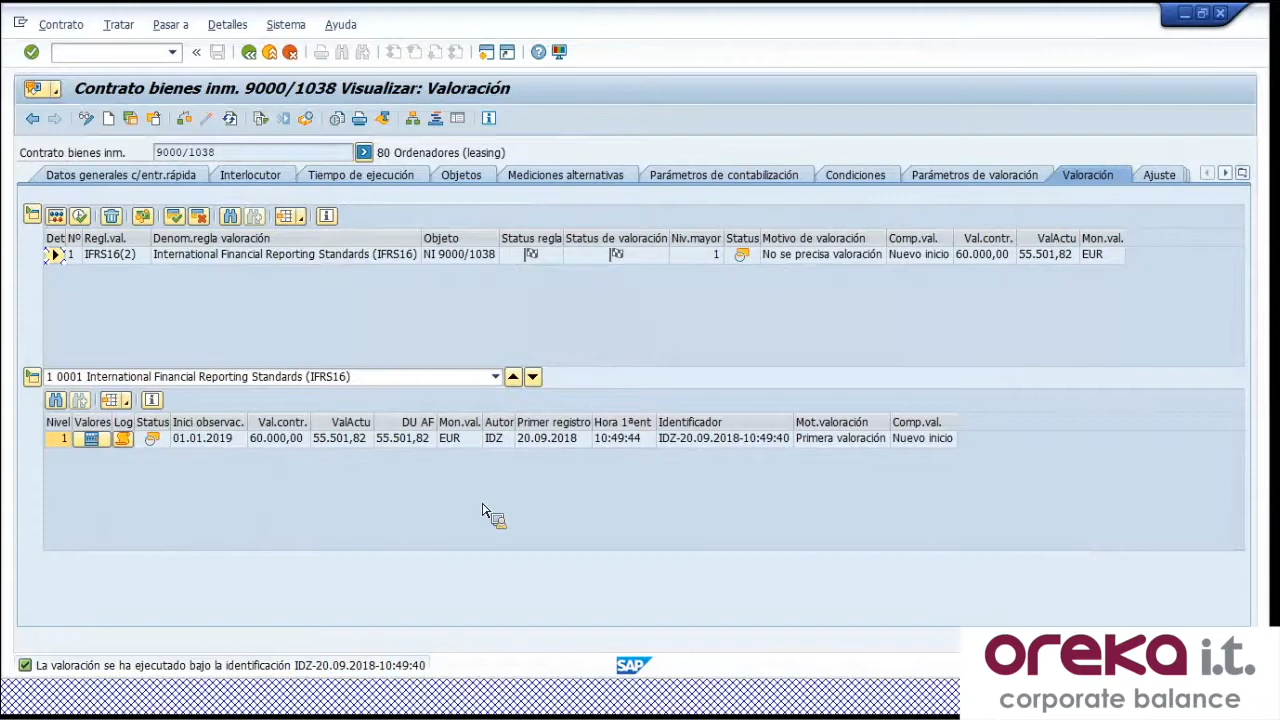 Contrato Tratar Pasar a Detalles Sistema Ayuda
Contrato bienes inm. 9000/1038 Visualizar: Valoración
Contrato bienes inm. 9000/1038 80 Ordenadores (leasing)
Datos generales c/entr.rápida Interlocutor Tiempo de ejecución Objetos Mediciones alternativas Parámetros de contabilización Condiciones Parámetros de valoración Valoración Ajuste
Det Nº Regl.val. Denom.regla valoración Objeto Status regla Status de valoración Niv.mayor Status Motivo de valoración Comp.val. Val.contr. ValActu Mon.val.
1 IFRS16(2) International Financial Reporting Standards (IFRS16) NI 9000/1038 1 No se precisa valoración Nuevo inicio 60.000,00 55.501,82 EUR
1 0001 International Financial Reporting Standards (IFRS16)
Nivel Valores Log Status Inici observac. Val.contr. ValActu DU AF Mon.val. Autor Primer registro Hora 1ªent Identificador Mot.valoración Comp.val.
1 01.01.2019 60.000,00 55.501,82 55.501,82 EUR IDZ 20.09.2018 10:49:44 IDZ-20.09.2018-10:49:40 Primera valoración Nuevo inicio
La valoración se ha ejecutado bajo la identificación IDZ-20.09.2018-10:49:40
SAP
oreka i.t.
corporate balance